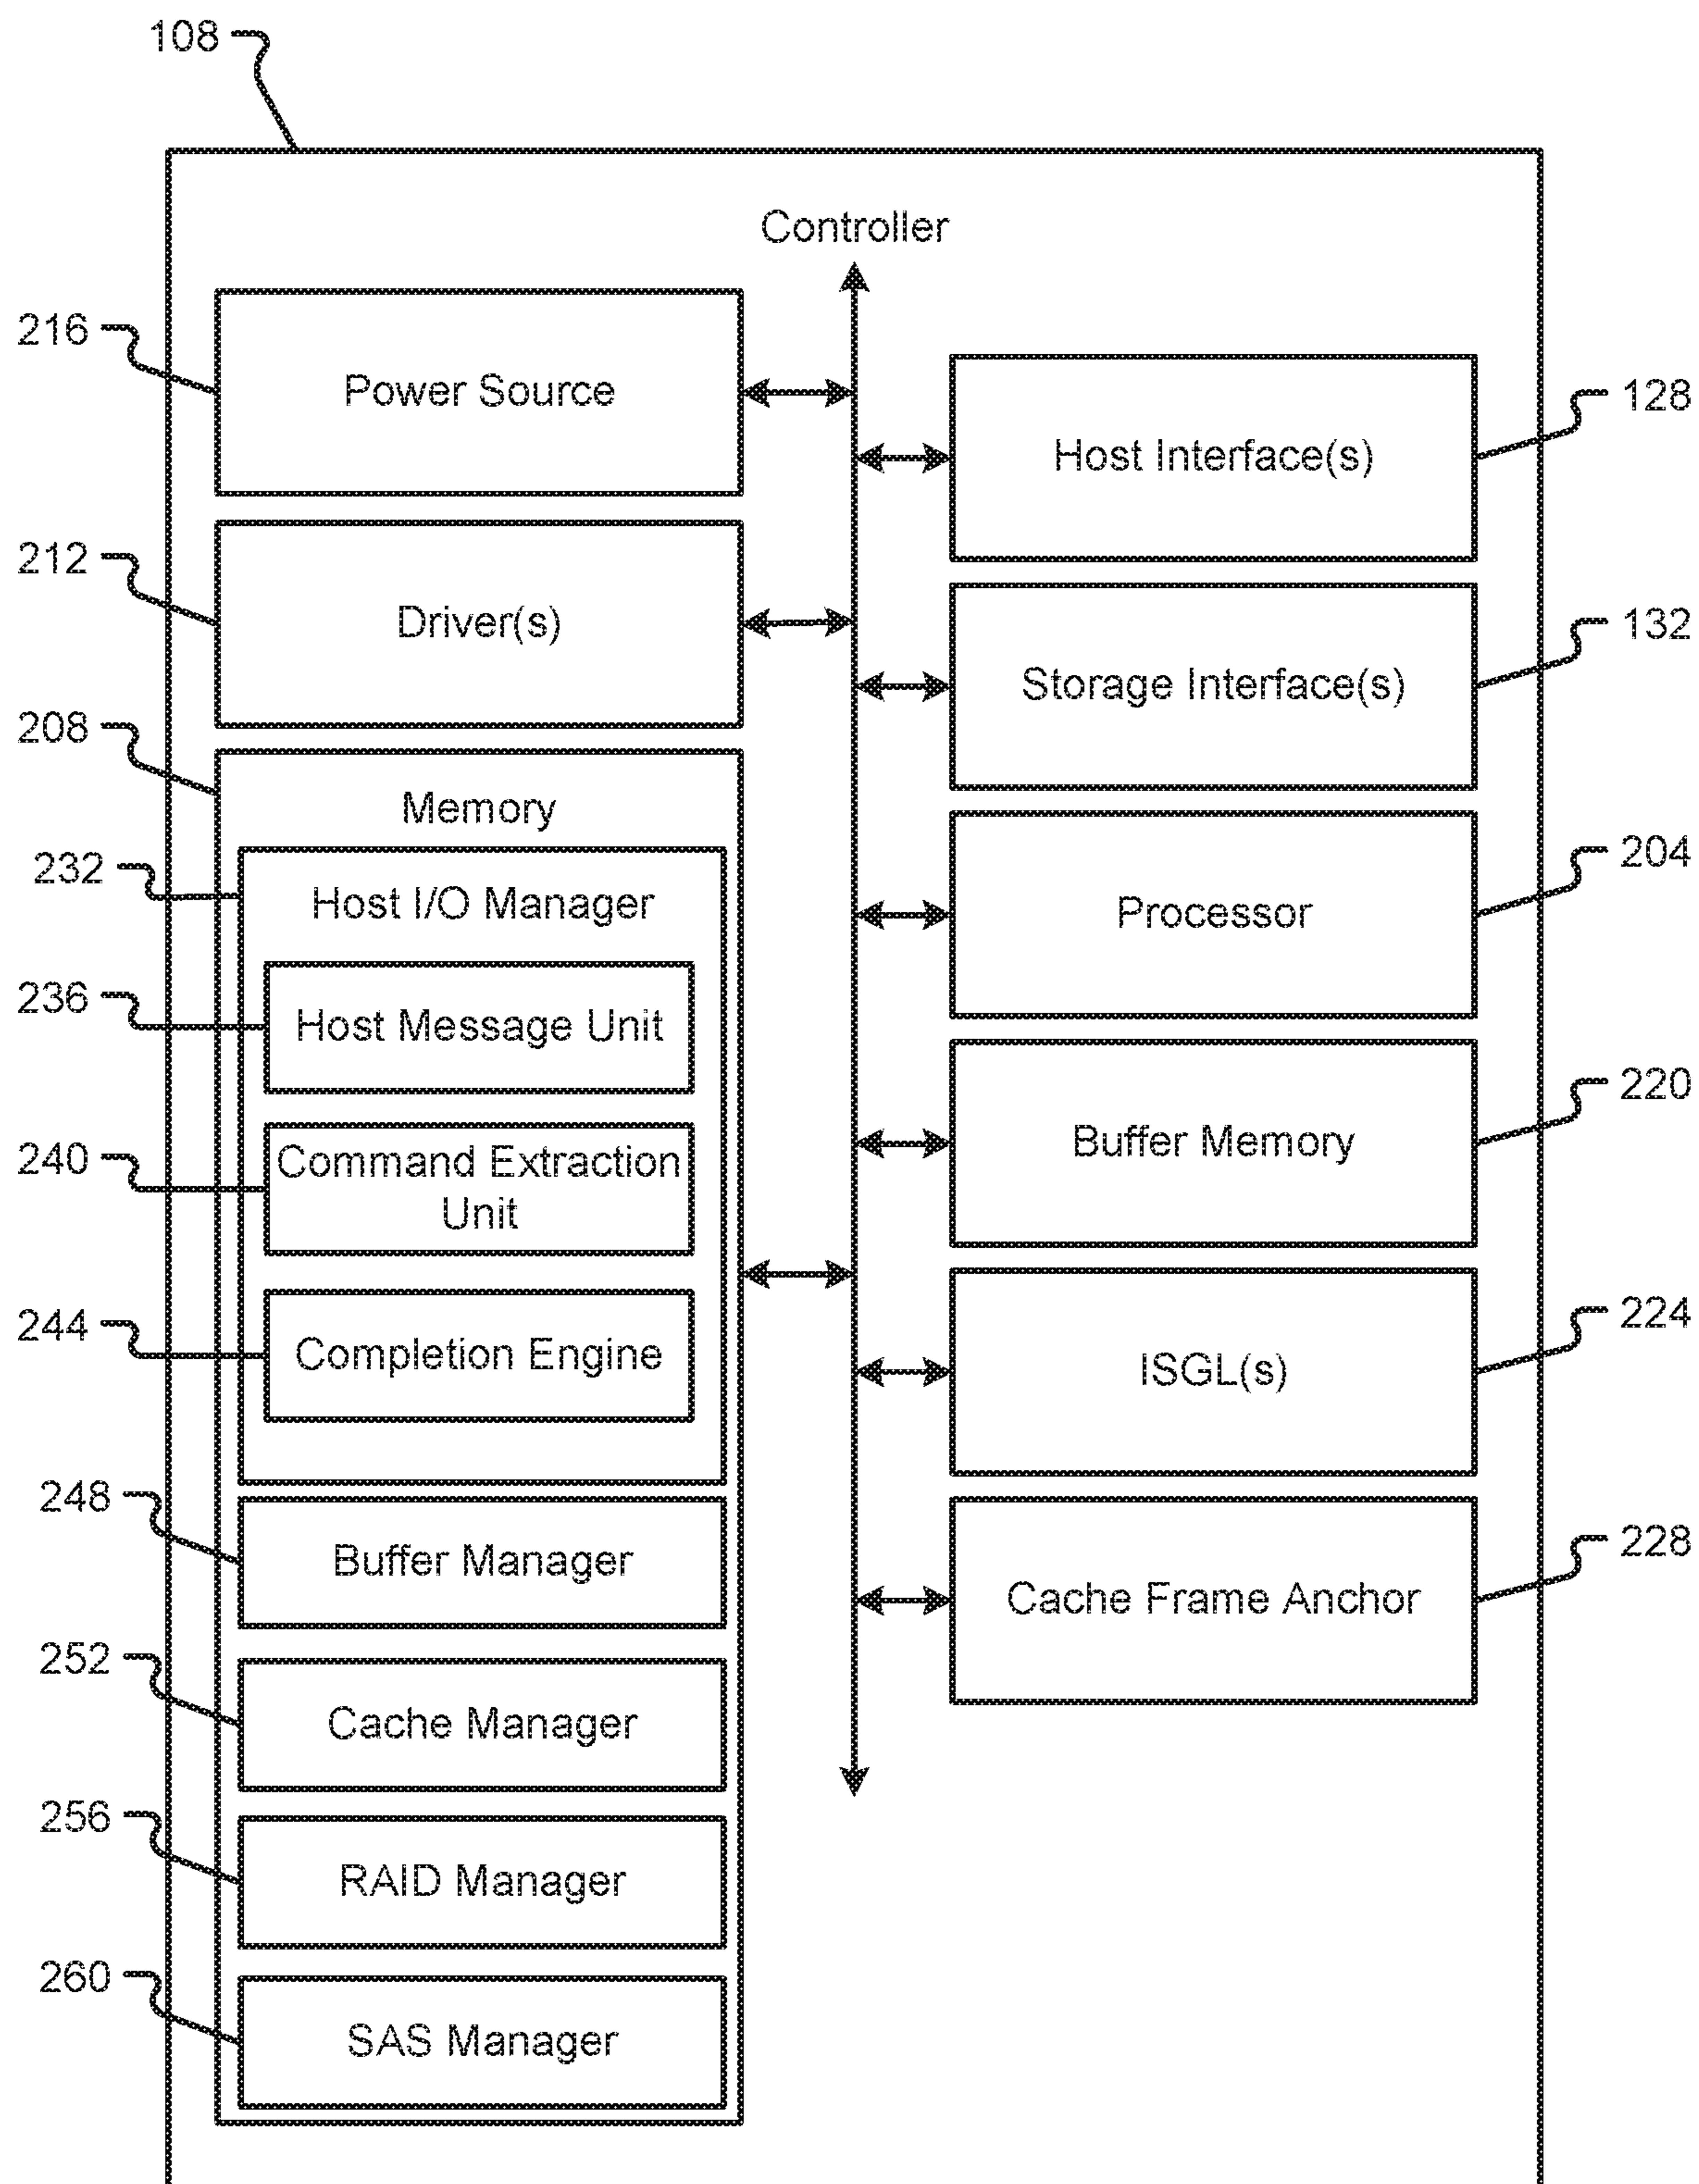 108
Controller
216
Power Source
128
Host Interface(s)
212
Driver(s)
132
Storage Interface(s)
208
Memory
204
Processor
232
Host I/O Manager
236
Host Message Unit
220
Buffer Memory
240
Command Extraction
Unit
244
Completion Engine
224
ISGL(s)
248
Buffer Manager
228
Cache Frame Anchor
252
Cache Manager
256
RAID Manager
260
SAS Manager